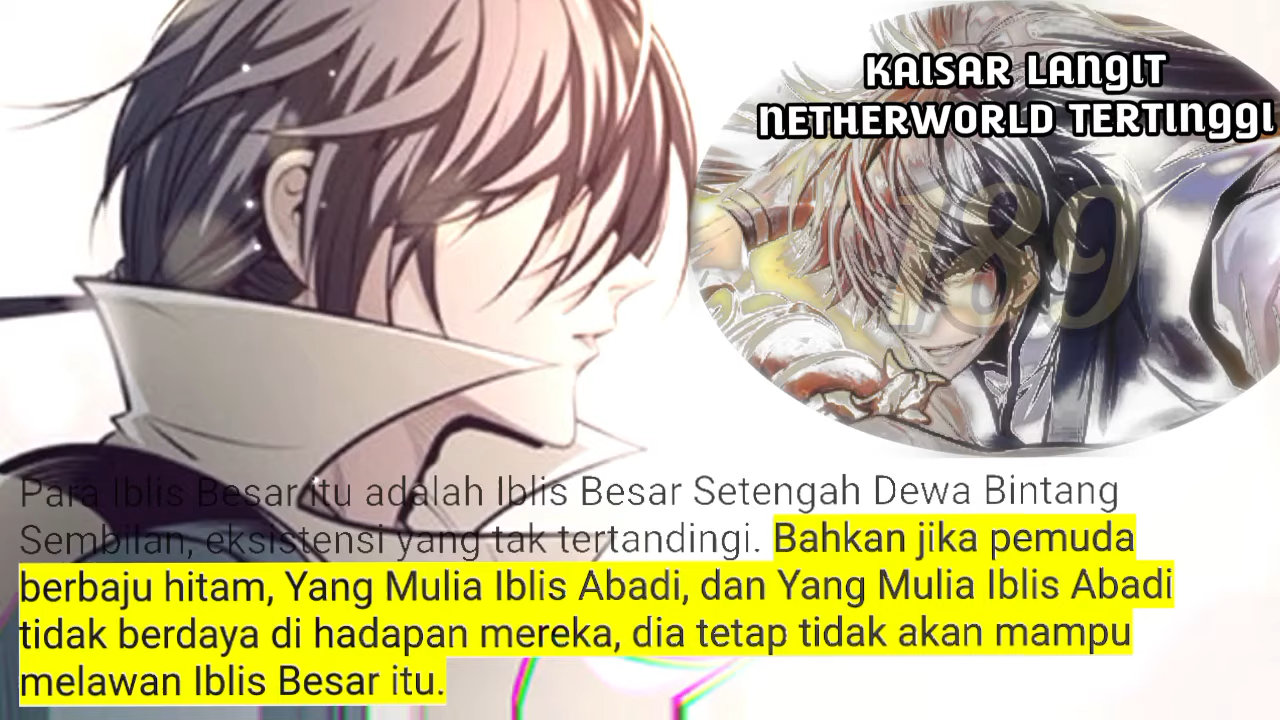 KAISAR LANGIT
NETHERWORLD TERTINGGI
189
Para Iblis Besar itu adalah Iblis Besar Setengah Dewa Bintang
Sembilan, eksistensi yang tak tertandingi. Bahkan jika pemuda
berbaju hitam, Yang Mulia Iblis Abadi, dan Yang Mulia Iblis Abadi
tidak berdaya di hadapan mereka, dia tetap tidak akan mampu
melawan Iblis Besar itu.